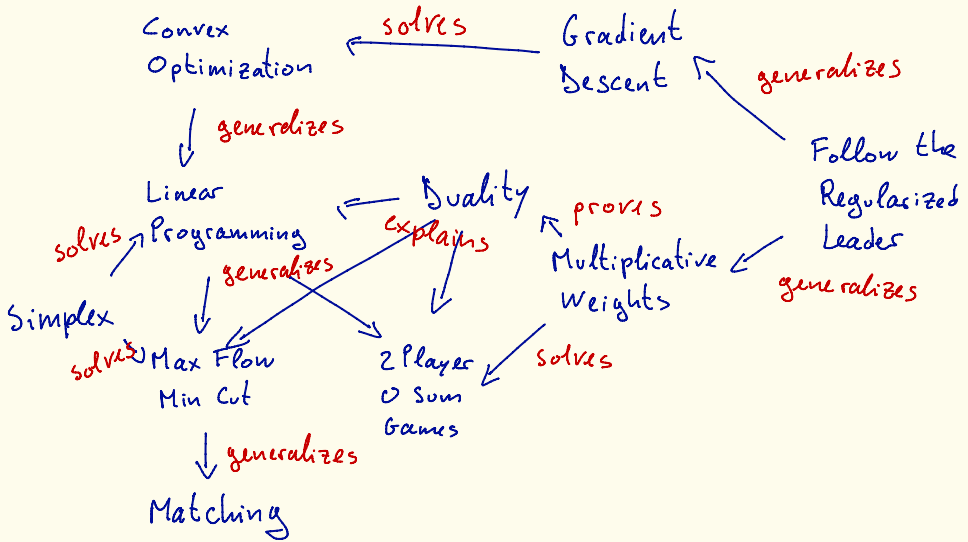 Convex
Optimization
solves
Gradient
Descent
generalizes
generalizes
Follow the
Regularized
Leader
Linear
Programming
Duality
explains
proves
Multiplicative
Weights
generalizes
solves
generalizes
Simplex
solves
Max Flow
Min Cut
2 Player
0 Sum
Games
solves
generalizes
Matching